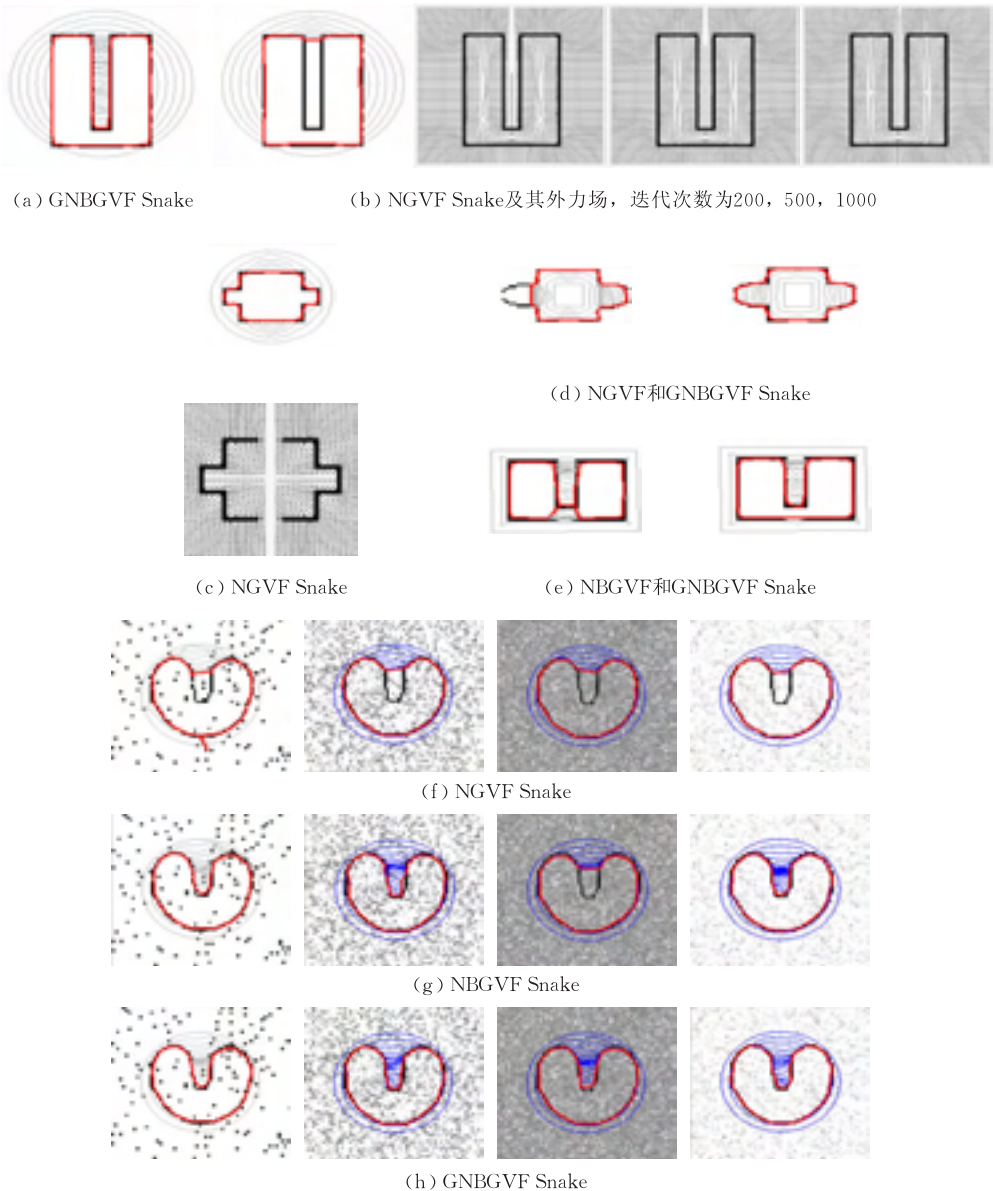 (a) GNBGVF Snake
(b) NGVF Snake及其外力场，迭代次数为200，500，1000
(d) NGVF和GNBGVF Snake
(c) NGVF Snake
(e) NBGVF和GNBGVF Snake
(f) NGVF Snake
(g) NBGVF Snake
(h) GNBGVF Snake